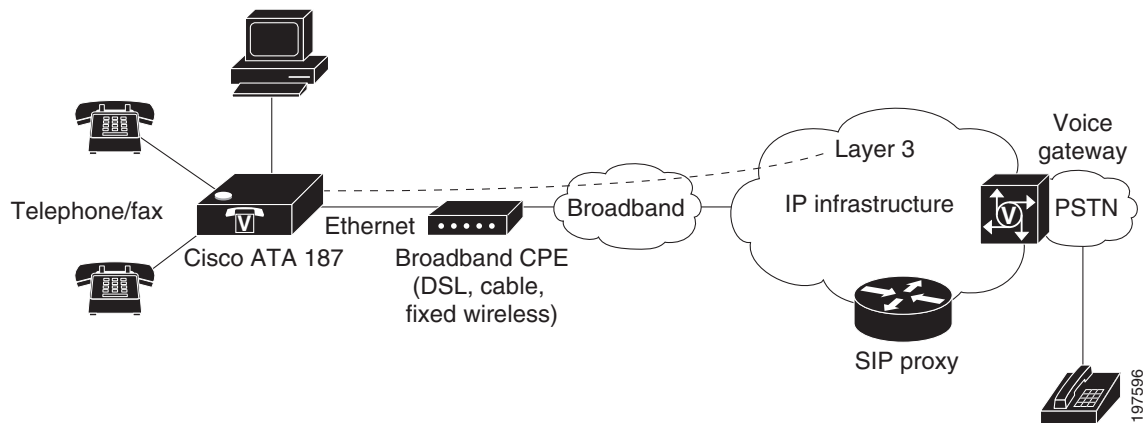 Telephone/fax
V
Cisco ATA 187
Ethernet
Broadband CPE
(DSL, cable,
fixed wireless)
Broadband
Layer 3
IP infrastructure
SIP proxy
Voice
gateway
V
PSTN
197596